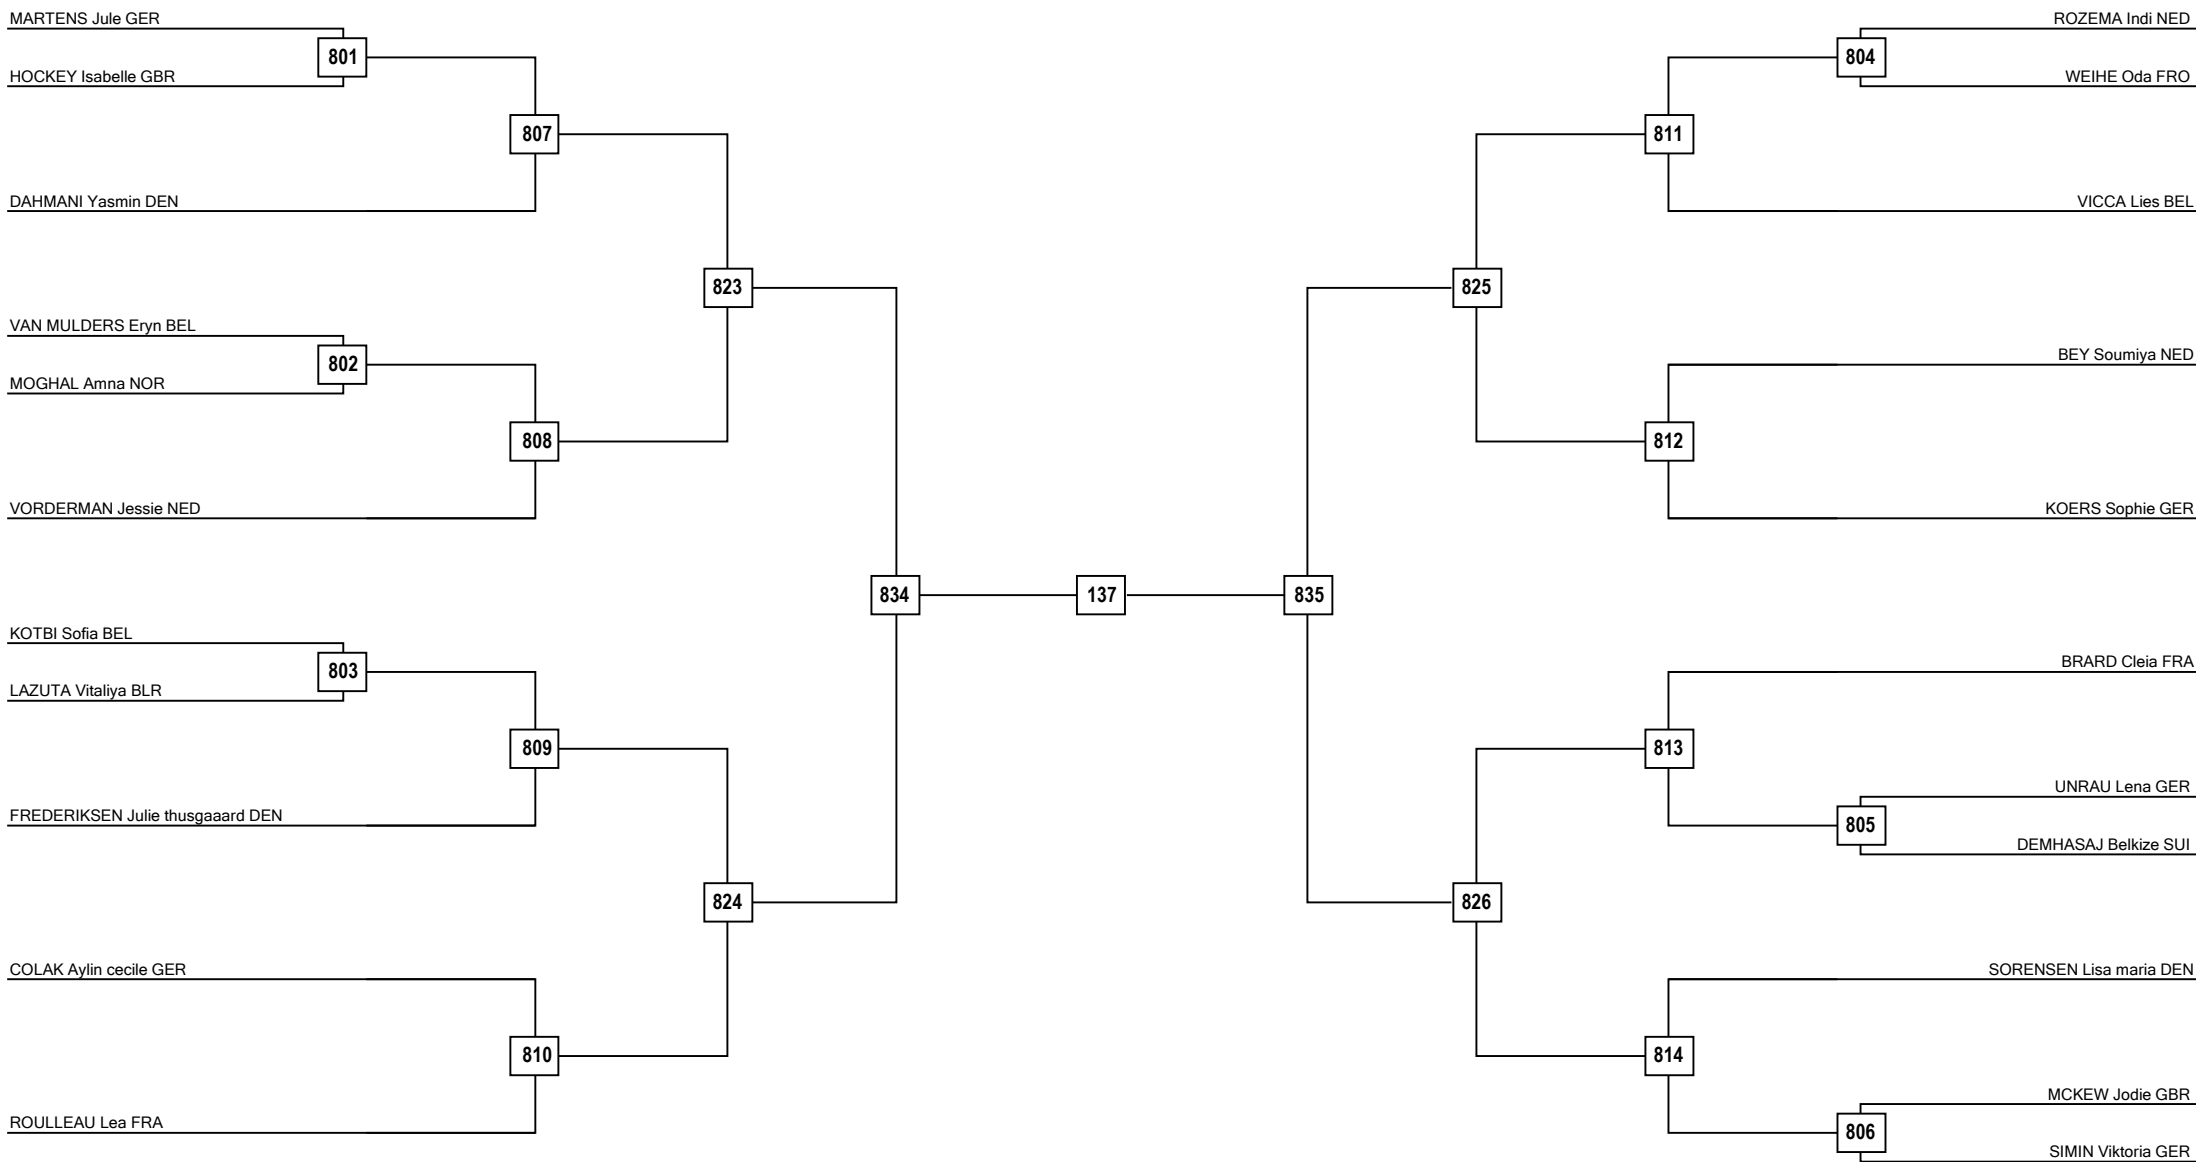 MARTENS Jule GER
801
HOCKEY Isabelle GBR
807
DAHMANI Yasmin DEN
823
VAN MULDERS Eryn BEL
802
MOGHAL Amna NOR
808
VORDERMAN Jessie NED
834
KOTBI Sofia BEL
803
LAZUTA Vitaliya BLR
809
FREDERIKSEN Julie thusgaaard DEN
824
COLAK Aylin cecile GER
810
ROULLEAU Lea FRA
137
ROZEMA Indi NED
804
WEIHE Oda FRO
811
VICCA Lies BEL
825
BEY Soumiya NED
812
KOERS Sophie GER
835
BRARD Cleia FRA
813
UNRAU Lena GER
805
DEMHASAJ Belkize SUI
826
SORENSEN Lisa maria DEN
814
MCKEW Jodie GBR
806
SIMIN Viktoria GER